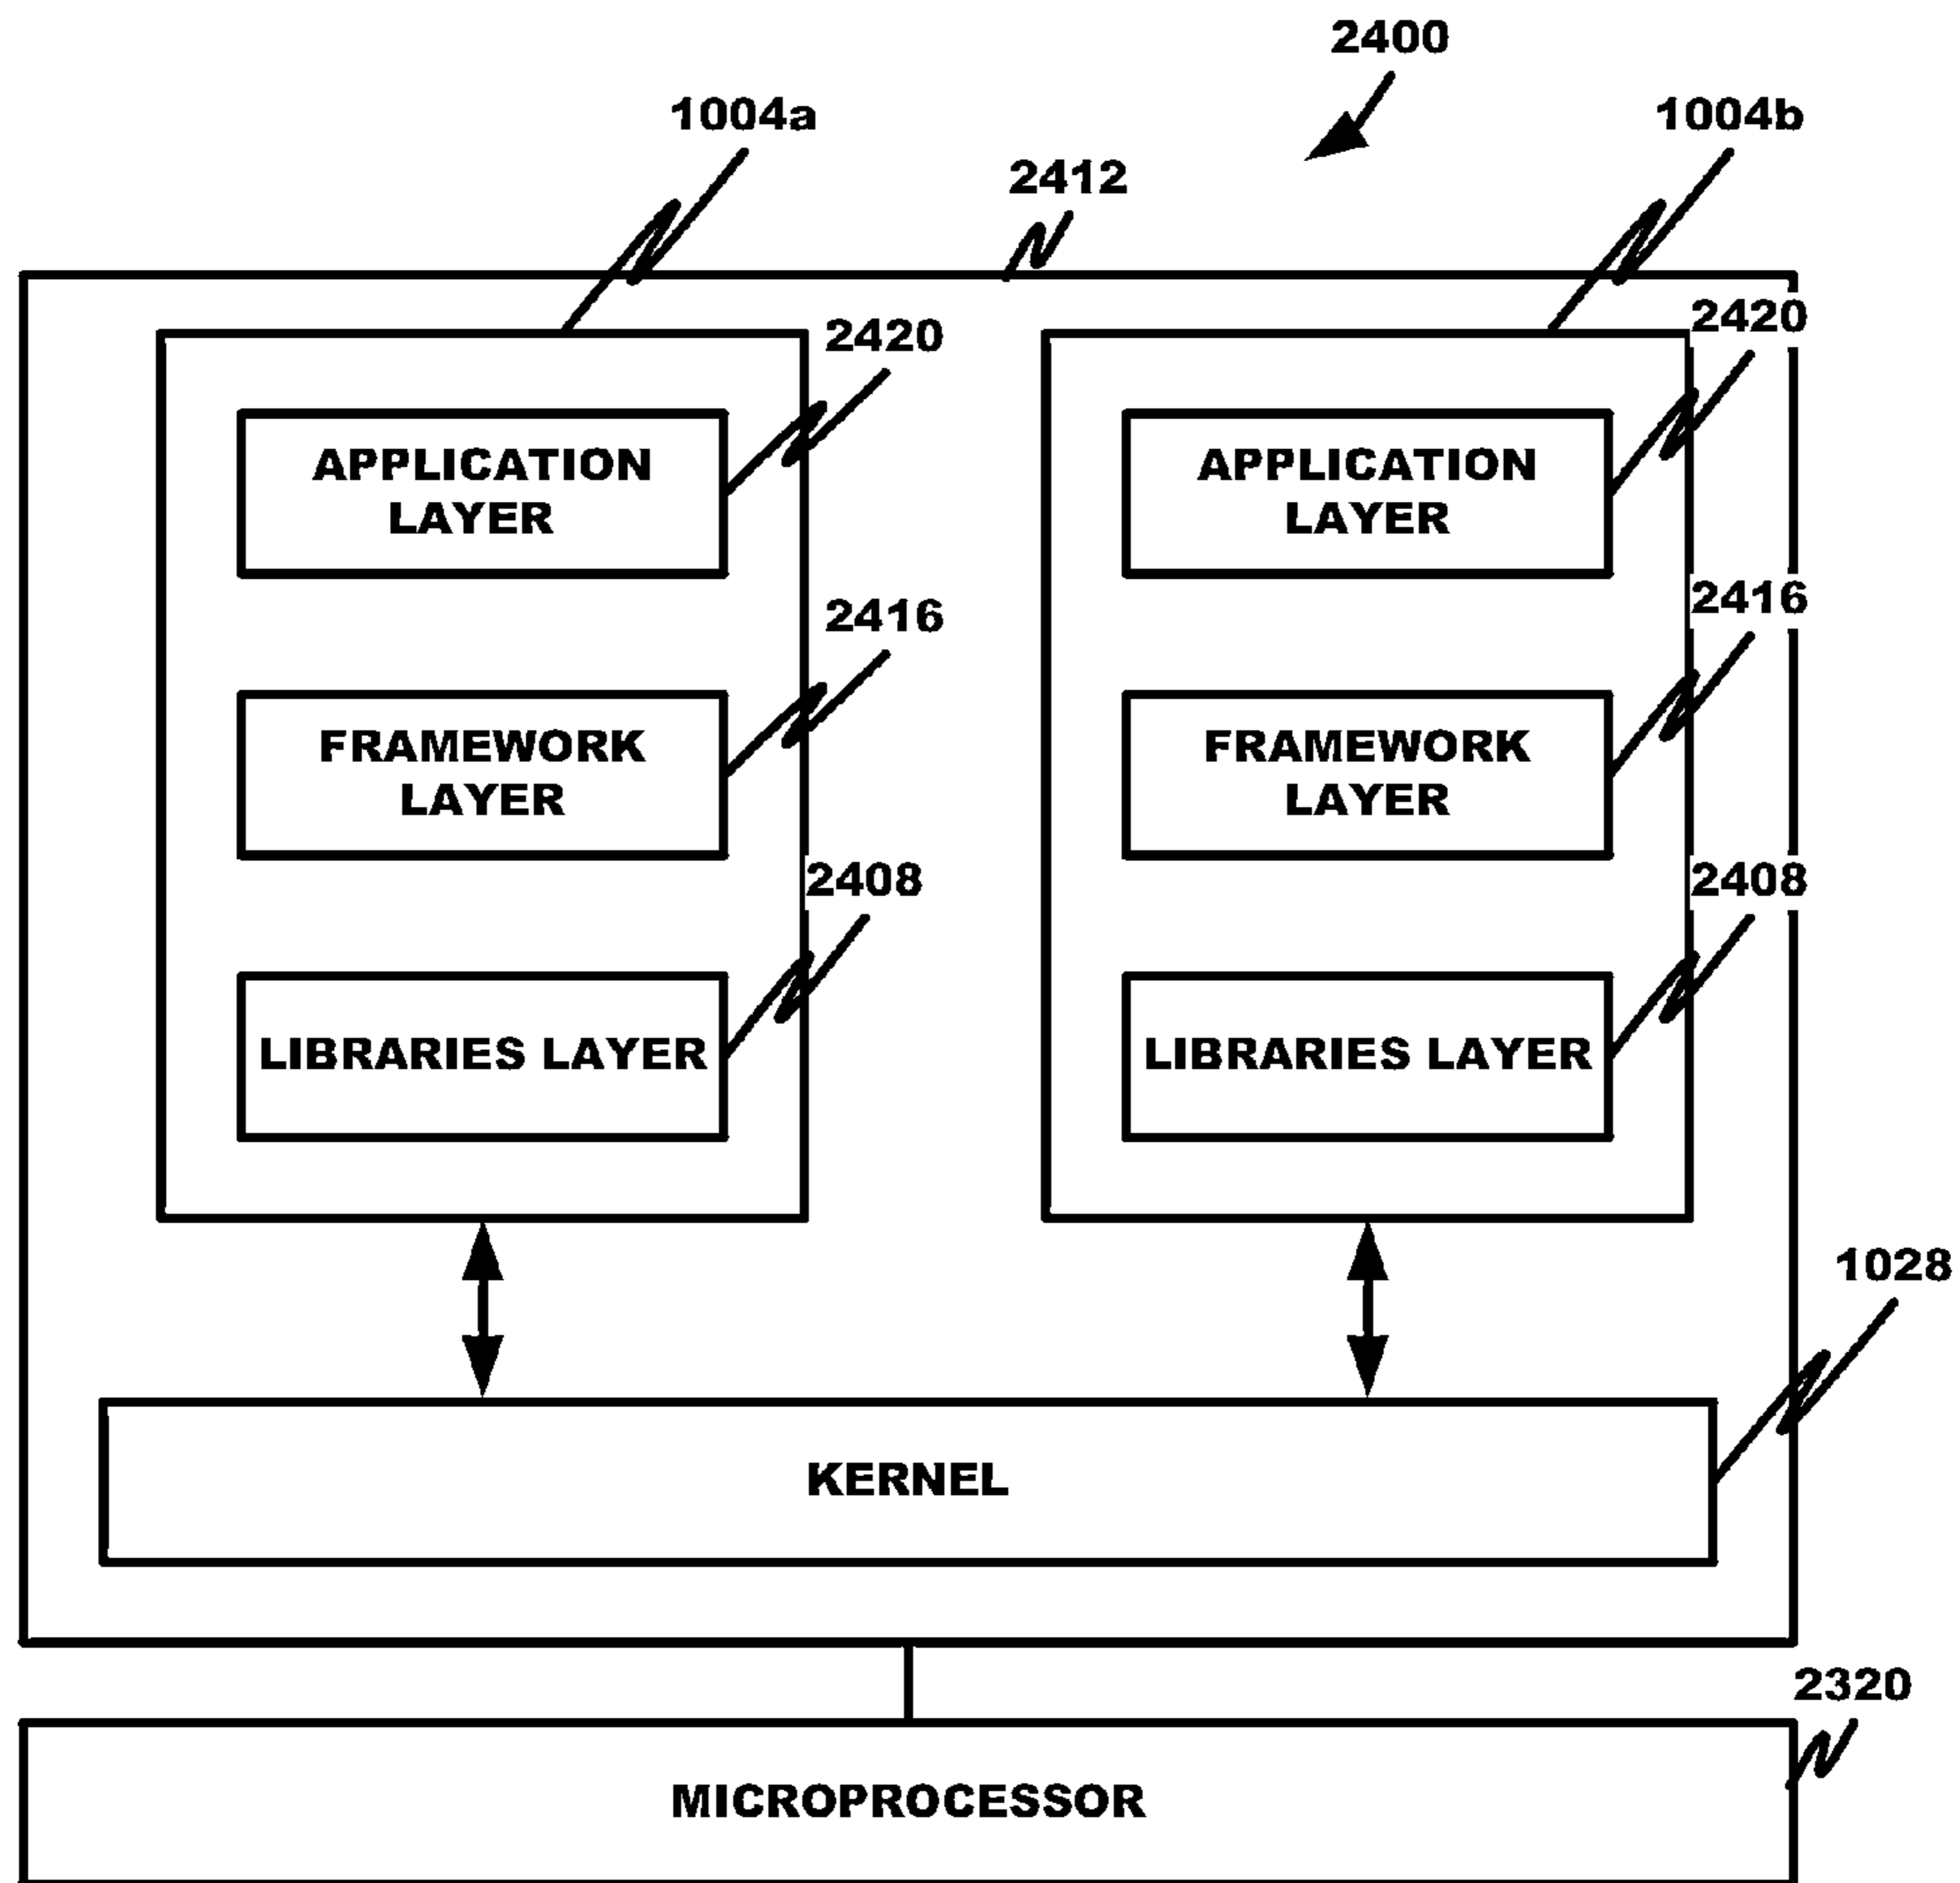 2400
1004a
1004b
2412
2420
2420
APPLICATION
LAYER
APPLICATION
LAYER
2416
2416
FRAMEWORK
LAYER
FRAMEWORK
LAYER
2408
2408
LIBRARIES LAYER
LIBRARIES LAYER
1028
KERNEL
2320
MICROPROCESSOR